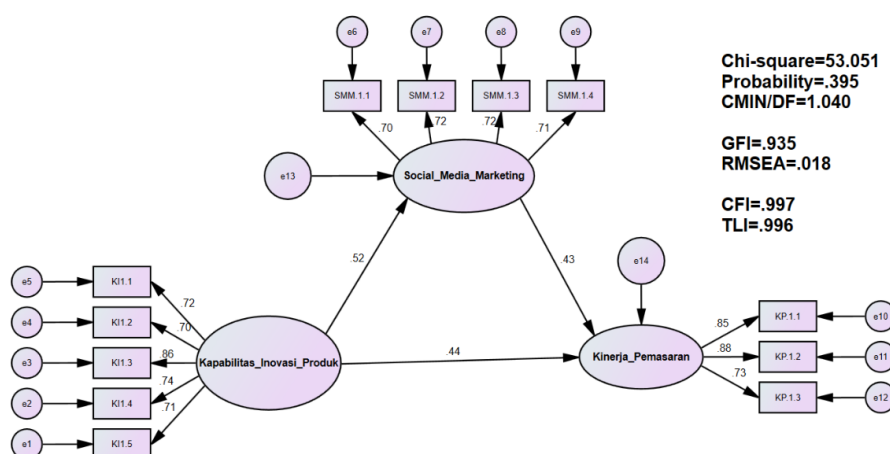 e6
e7
e8
e9
SMM.1.1
SMM.1.2
SMM.1.3
SMM.1.4
.70
.72
.72
.71
Chi-square=53.051
Probability=.395
CMIN/DF=1.040
GFI=.935
RMSEA=.018
CFI=.997
TLI=.996
e13
Social_Media_Marketing
.52
.43
e14
e5
KI1.1
.72
e4
KI1.2
.70
e3
KI1.3
.86
e2
KI1.4
.74
e1
KI1.5
.71
Kapabilitas_Inovasi_Produk
.44
Kinerja_Pemasaran
.85
KP.1.1
e10
.88
KP.1.2
e11
.73
KP.1.3
e12